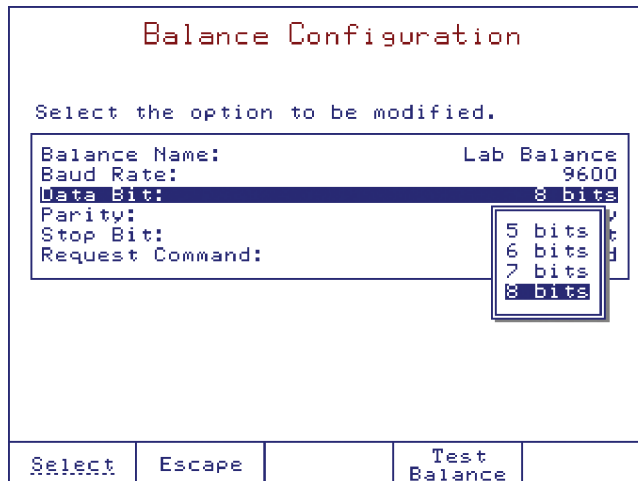 Balance Configuration
Select the option to be modified.
Balance Name: Lab Balance
Baud Rate: 9600
Data Bit: 8 bits
Parity:
Stop Bit:
Request Command:
5 bits
6 bits
7 bits
8 bits
Select Escape Test Balance